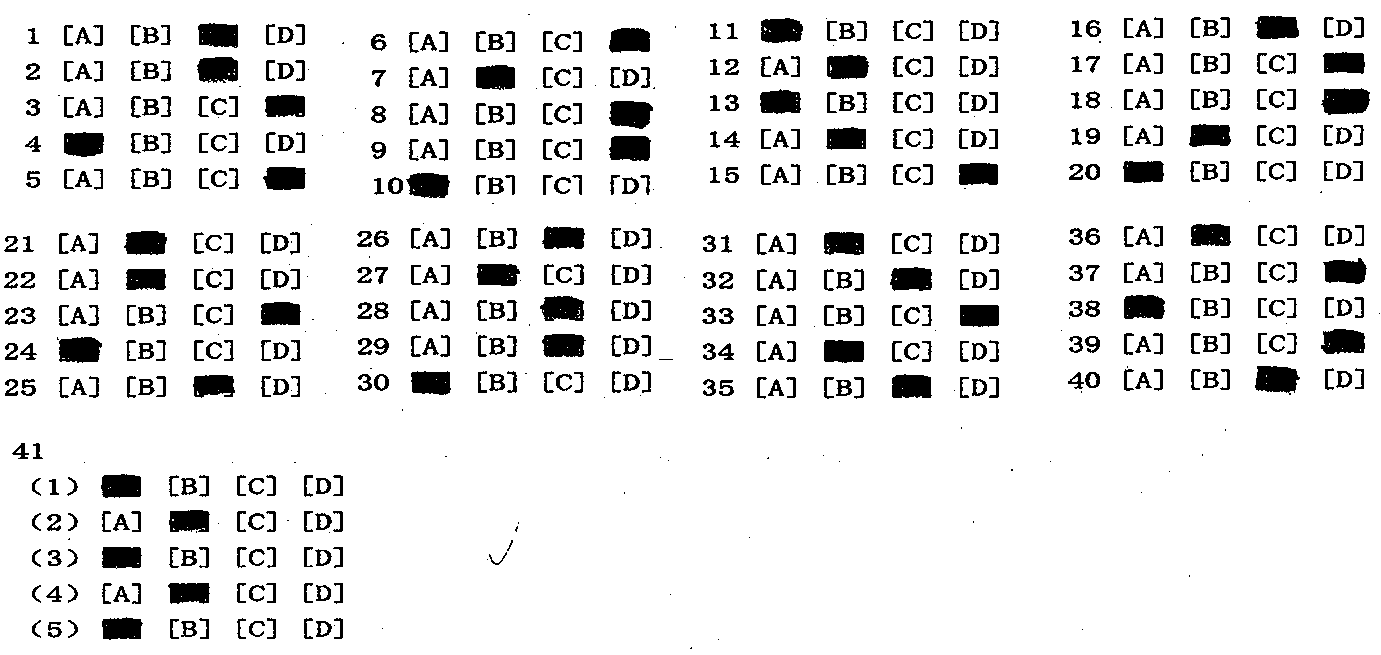 1 [A] [B] [D]
2 [A] [B] [D]
3 [A] [B] [C]
4 [B] [C] [D]
5 [A] [B] [C]
6 [A] [B] [C]
7 [A] [C] [D]
8 [A] [B] [C]
9 [A] [B] [C]
10 [B] [C] [D]
11 [B] [C] [D]
12 [A] [C] [D]
13 [B] [C] [D]
14 [A] [C] [D]
15 [A] [B] [C]
16 [A] [B] [D]
17 [A] [B] [C]
18 [A] [B] [C]
19 [A] [C] [D]
20 [B] [C] [D]
21 [A] [C] [D]
22 [A] [C] [D]
23 [A] [B] [C]
24 [B] [C] [D]
25 [A] [B] [D]
26 [A] [B] [D]
27 [A] [C] [D]
28 [A] [B] [D]
29 [A] [B] [D]
30 [B] [C] [D]
31 [A] [C] [D]
32 [A] [B] [D]
33 [A] [B] [C]
34 [A] [C] [D]
35 [A] [B] [D]
36 [A] [C] [D]
37 [A] [B] [C]
38 [B] [C] [D]
39 [A] [B] [C]
40 [A] [B] [D]
41
(1) [B] [C] [D]
(2) [A] [C] [D]
(3) [B] [C] [D]
(4) [A] [C] [D]
(5) [B] [C] [D]